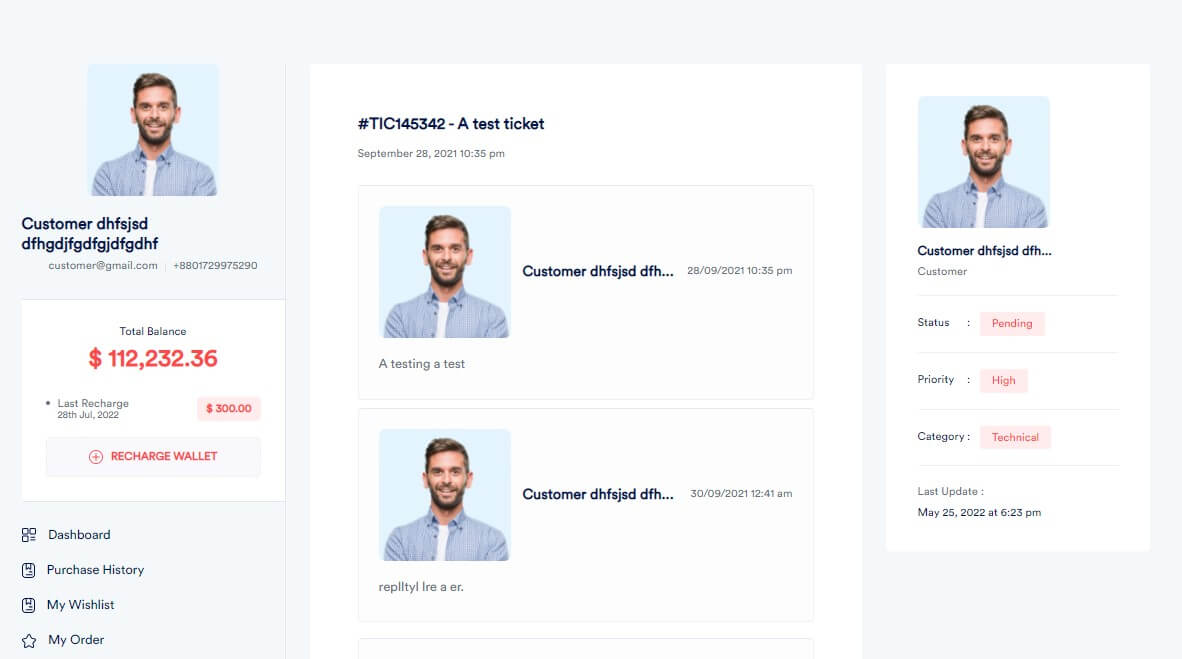 Customer dhfsjsd
dfhgdjfgdfgjdfgdhf
customer@gmail.com | +8801729975290
Total Balance
$ 112,232.36
Last Recharge
28th Jul, 2022
$ 300.00
RECHARGE WALLET
Dashboard
Purchase History
My Wishlist
My Order
#TIC145342 - A test ticket
September 28, 2021 10:35 pm
Customer dhfsjsd dfh... 28/09/2021 10:35 pm
A testing a test
Customer dhfsjsd dfh... 30/09/2021 12:41 am
replltyl lre a er.
Customer dhfsjsd dfh...
Customer
Status : Pending
Priority : High
Category : Technical
Last Update :
May 25, 2022 at 6:23 pm